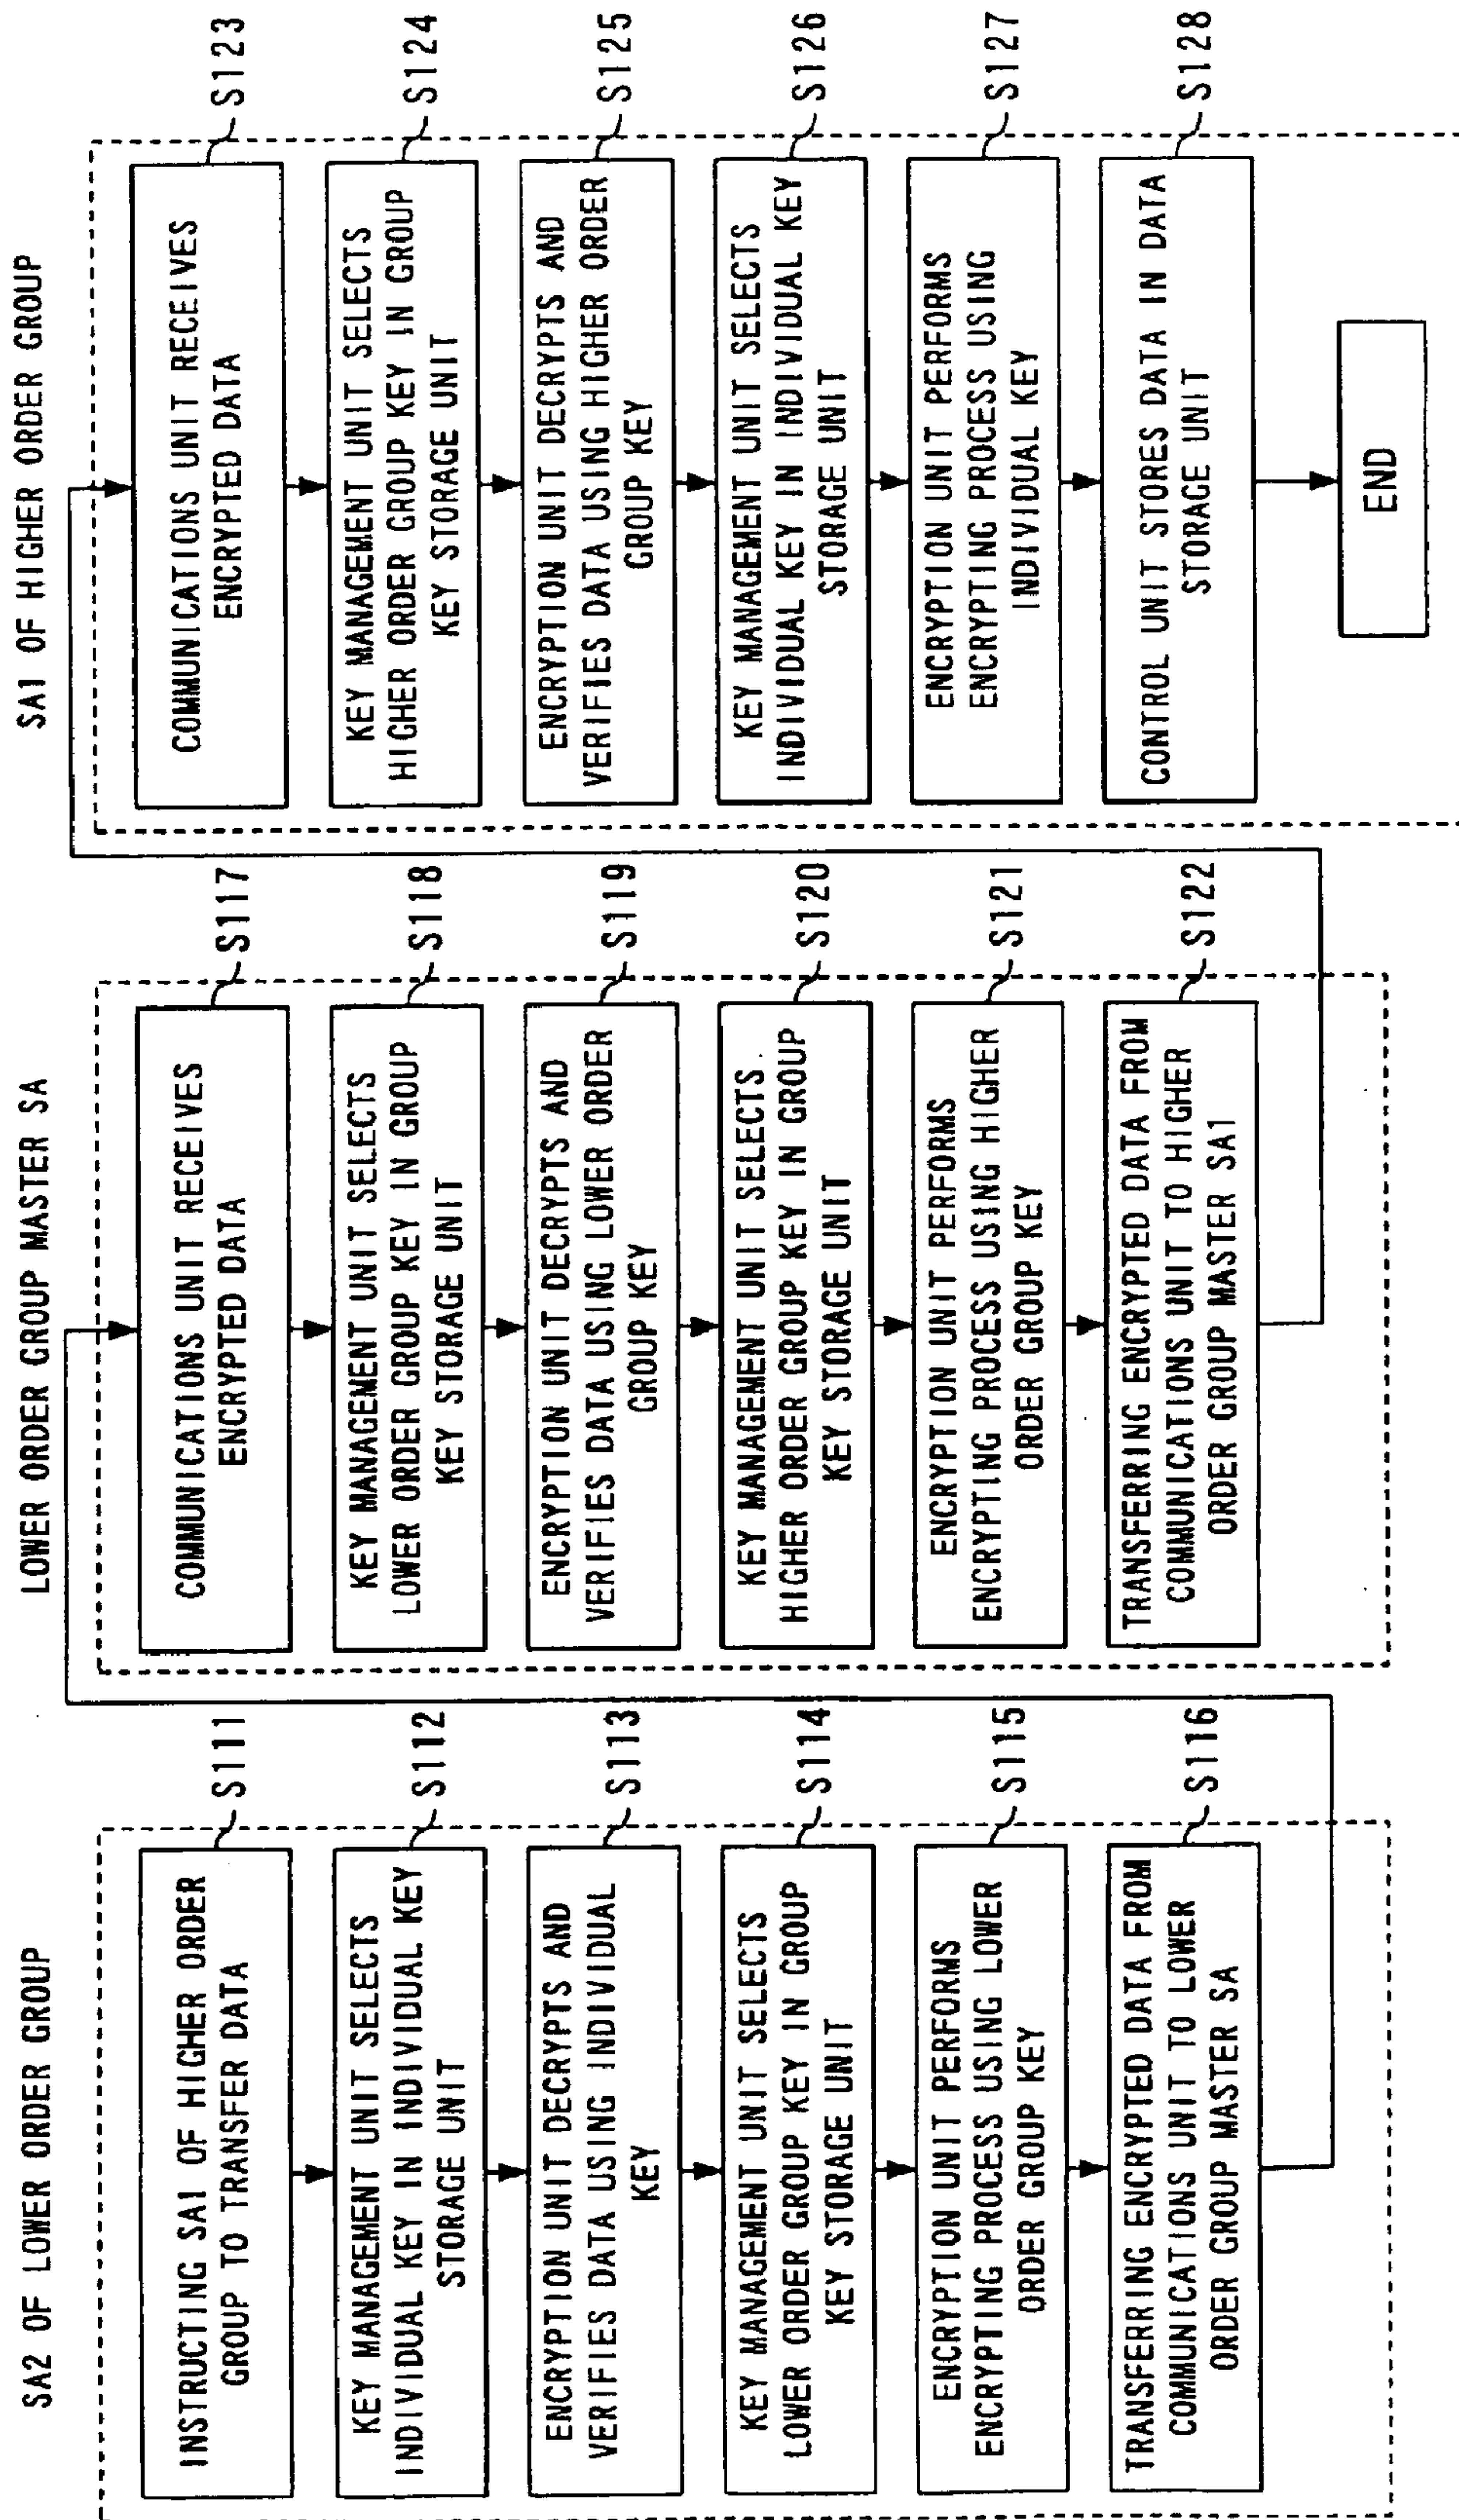 SA2 OF LOWER ORDER GROUP
INSTRUCTING SA1 OF HIGHER ORDER
GROUP TO TRANSFER DATA
S111
KEY MANAGEMENT UNIT SELECTS
INDIVIDUAL KEY IN INDIVIDUAL KEY
STORAGE UNIT
S112
ENCRYPTION UNIT DECRYPTS AND
VERIFIES DATA USING INDIVIDUAL
KEY
S113
KEY MANAGEMENT UNIT SELECTS
LOWER ORDER GROUP KEY IN GROUP
KEY STORAGE UNIT
S114
ENCRYPTION UNIT PERFORMS
ENCRYPTING PROCESS USING LOWER
ORDER GROUP KEY
S115
TRANSFERRING ENCRYPTED DATA FROM
COMMUNICATIONS UNIT TO LOWER
ORDER GROUP MASTER SA
S116
LOWER ORDER GROUP MASTER SA
COMMUNICATIONS UNIT RECEIVES
ENCRYPTED DATA
S117
KEY MANAGEMENT UNIT SELECTS
LOWER ORDER GROUP KEY IN GROUP
KEY STORAGE UNIT
S118
ENCRYPTION UNIT DECRYPTS AND
VERIFIES DATA USING LOWER ORDER
GROUP KEY
S119
KEY MANAGEMENT UNIT SELECTS
HIGHER ORDER GROUP KEY IN GROUP
KEY STORAGE UNIT
S120
ENCRYPTION UNIT PERFORMS
ENCRYPTING PROCESS USING HIGHER
ORDER GROUP KEY
S121
TRANSFERRING ENCRYPTED DATA FROM
COMMUNICATIONS UNIT TO HIGHER
ORDER GROUP MASTER SA1
S122
SA1 OF HIGHER ORDER GROUP
COMMUNICATIONS UNIT RECEIVES
ENCRYPTED DATA
S123
KEY MANAGEMENT UNIT SELECTS
HIGHER ORDER GROUP KEY IN GROUP
KEY STORAGE UNIT
S124
ENCRYPTION UNIT DECRYPTS AND
VERIFIES DATA USING HIGHER ORDER
GROUP KEY
S125
KEY MANAGEMENT UNIT SELECTS
INDIVIDUAL KEY IN INDIVIDUAL KEY
STORAGE UNIT
S126
ENCRYPTION UNIT PERFORMS
ENCRYPTING PROCESS USING
INDIVIDUAL KEY
S127
CONTROL UNIT STORES DATA IN DATA
STORAGE UNIT
S128
END